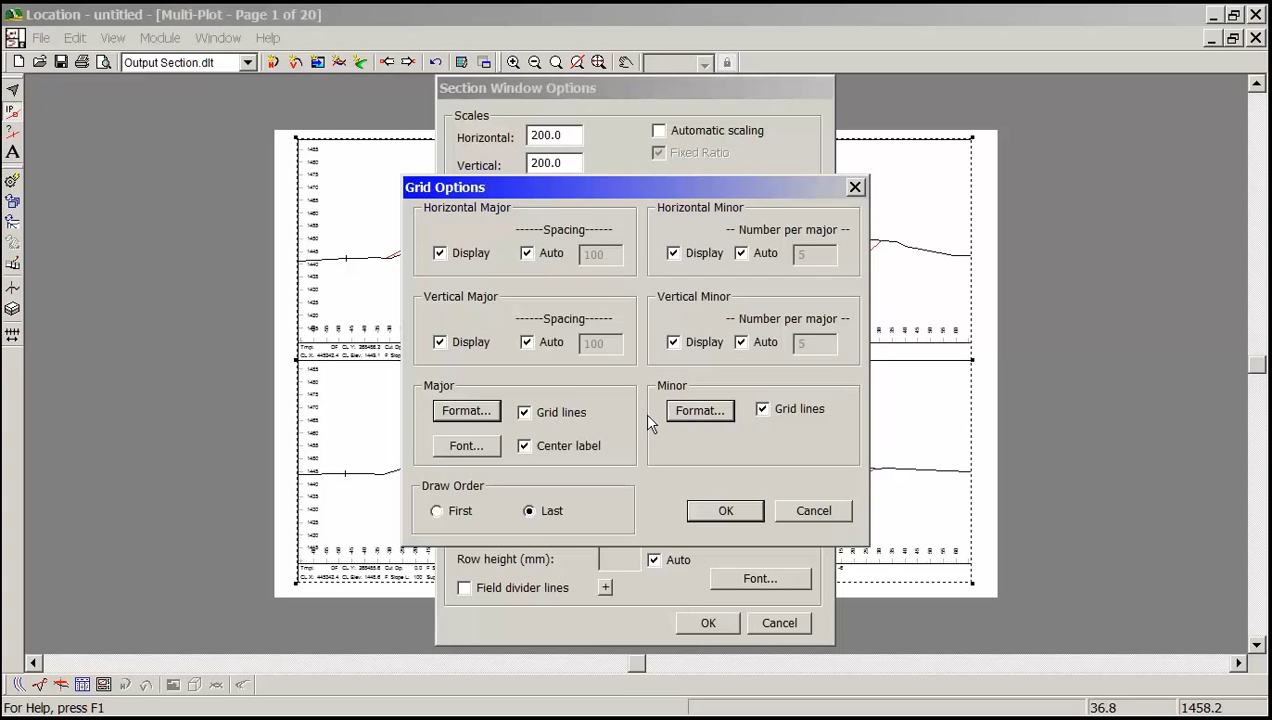 Location - untitled - [Multi-Plot - Page 1 of 20]
File Edit View Module Window Help
Output Section.dlt
Section Window Options
Scales
Horizontal: 200.0
Automatic scaling
Fixed Ratio
Vertical: 200.0
Grid Options
Horizontal Major
Horizontal Minor
------Spacing------
-- Number per major --
Display Auto 100
Display Auto 5
Vertical Major
Vertical Minor
------Spacing------
-- Number per major --
Display Auto 100
Display Auto 5
Major
Minor
Format... Grid lines
Format... Grid lines
Font... Center label
Draw Order
First Last
OK Cancel
Row height (mm): Auto
Field divider lines + Font...
OK Cancel
For Help, press F1
36.8 1458.2